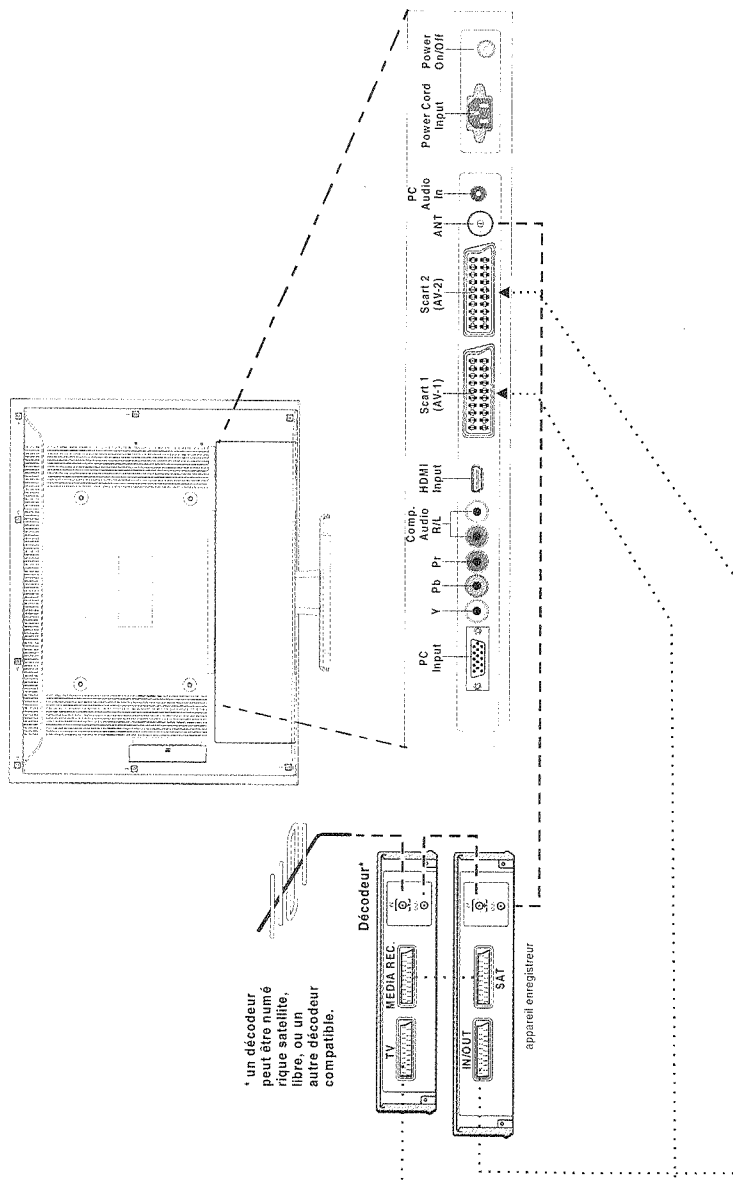 * un décodeur
peut être numé
rique satellite,
libre, ou un
autre décodeur
compatible.
Décodeur*
TV
MEDIA REC.
IN/OUT
SAT
appareil enregistreur
PC
Input
Y
Pb
Pr
Comp.
Audio
R/L
HDMI
Input
Scart 1
(AV-1)
Scart 2
(AV-2)
ANT
PC
Audio
In
Power Cord
Input
Power
On/Off